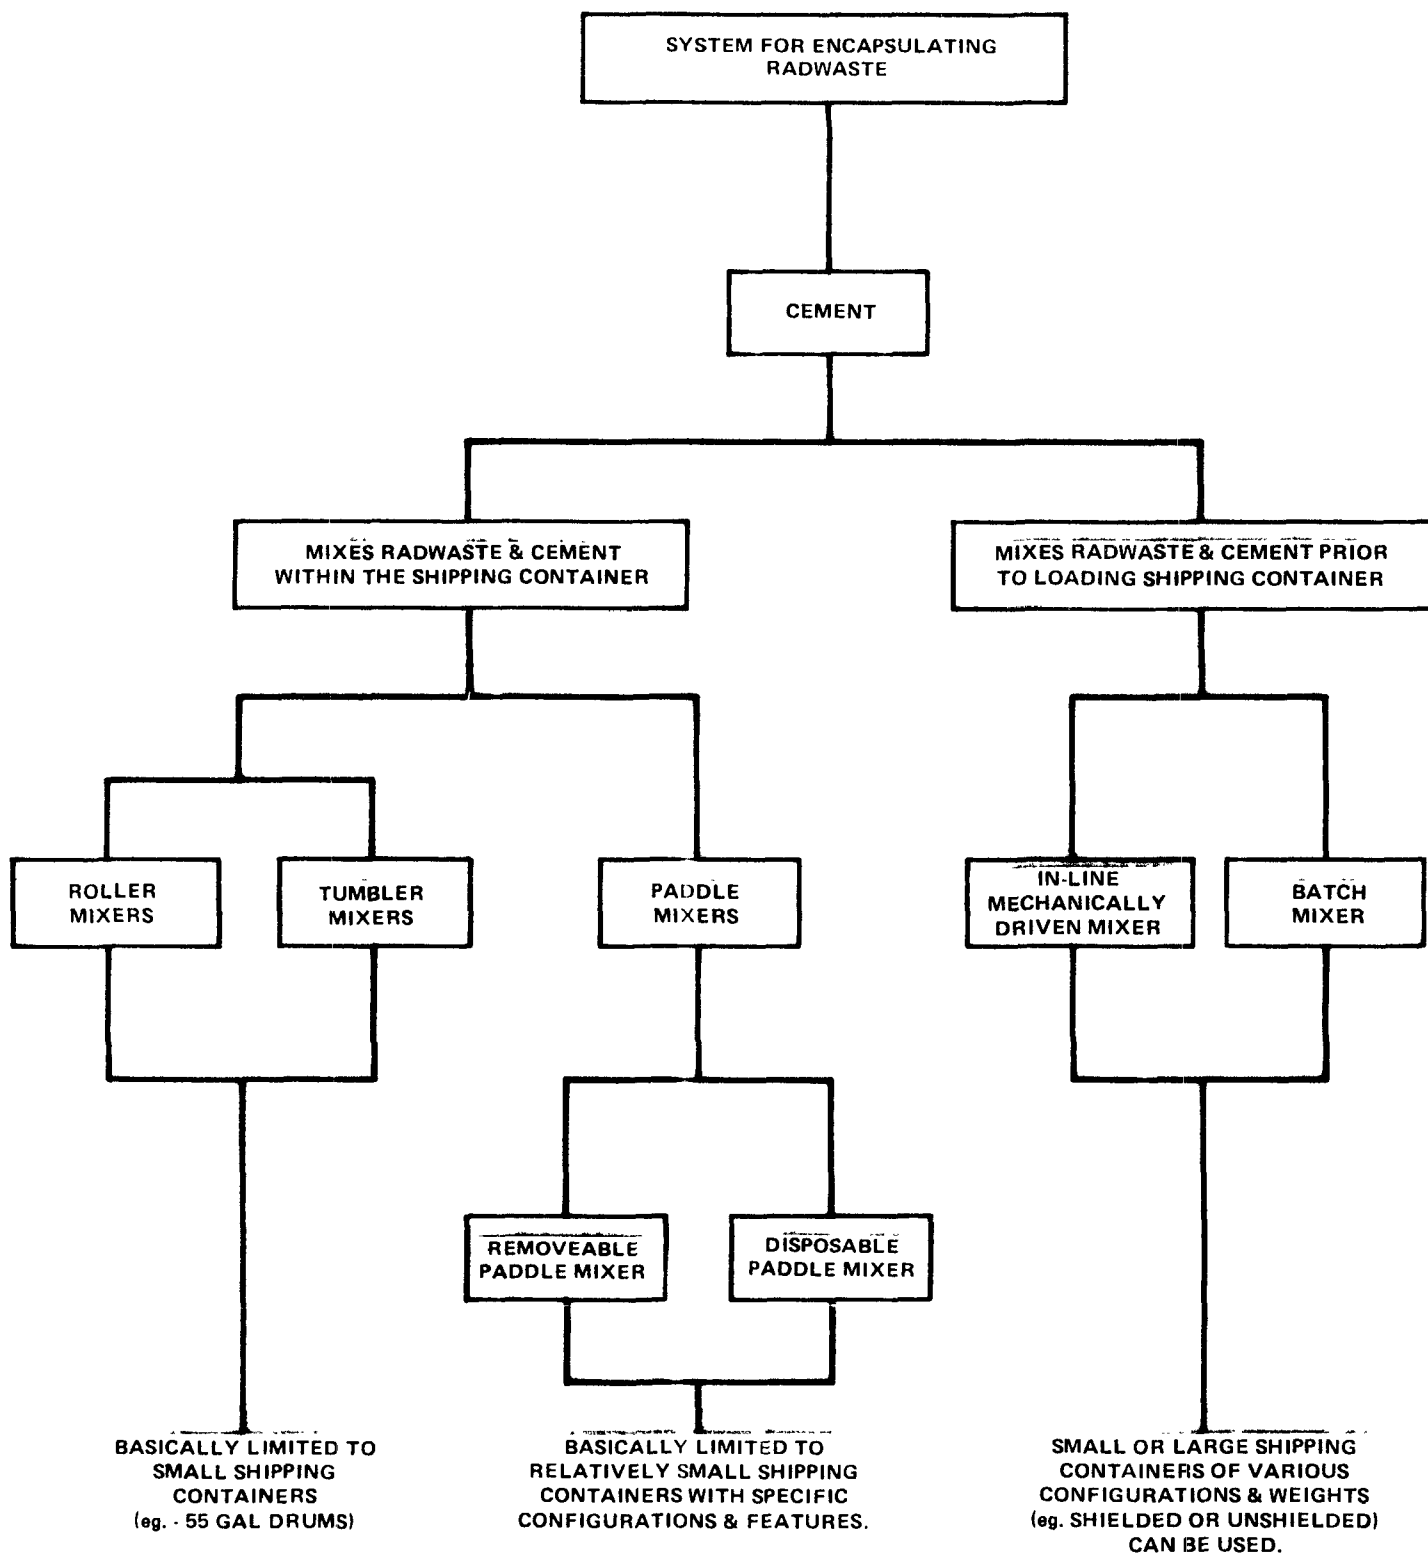 SYSTEM FOR ENCAPSULATING
RADWASTE
CEMENT
MIXES RADWASTE & CEMENT
WITHIN THE SHIPPING CONTAINER
MIXES RADWASTE & CEMENT PRIOR
TO LOADING SHIPPING CONTAINER
ROLLER
MIXERS
TUMBLER
MIXERS
PADDLE
MIXERS
IN-LINE
MECHANICALLY
DRIVEN MIXER
BATCH
MIXER
REMOVEABLE
PADDLE MIXER
DISPOSABLE
PADDLE MIXER
BASICALLY LIMITED TO
SMALL SHIPPING
CONTAINERS
(eg. - 55 GAL DRUMS)
BASICALLY LIMITED TO
RELATIVELY SMALL SHIPPING
CONTAINERS WITH SPECIFIC
CONFIGURATIONS & FEATURES.
SMALL OR LARGE SHIPPING
CONTAINERS OF VARIOUS
CONFIGURATIONS & WEIGHTS
(eg. SHIELDED OR UNSHIELDED)
CAN BE USED.